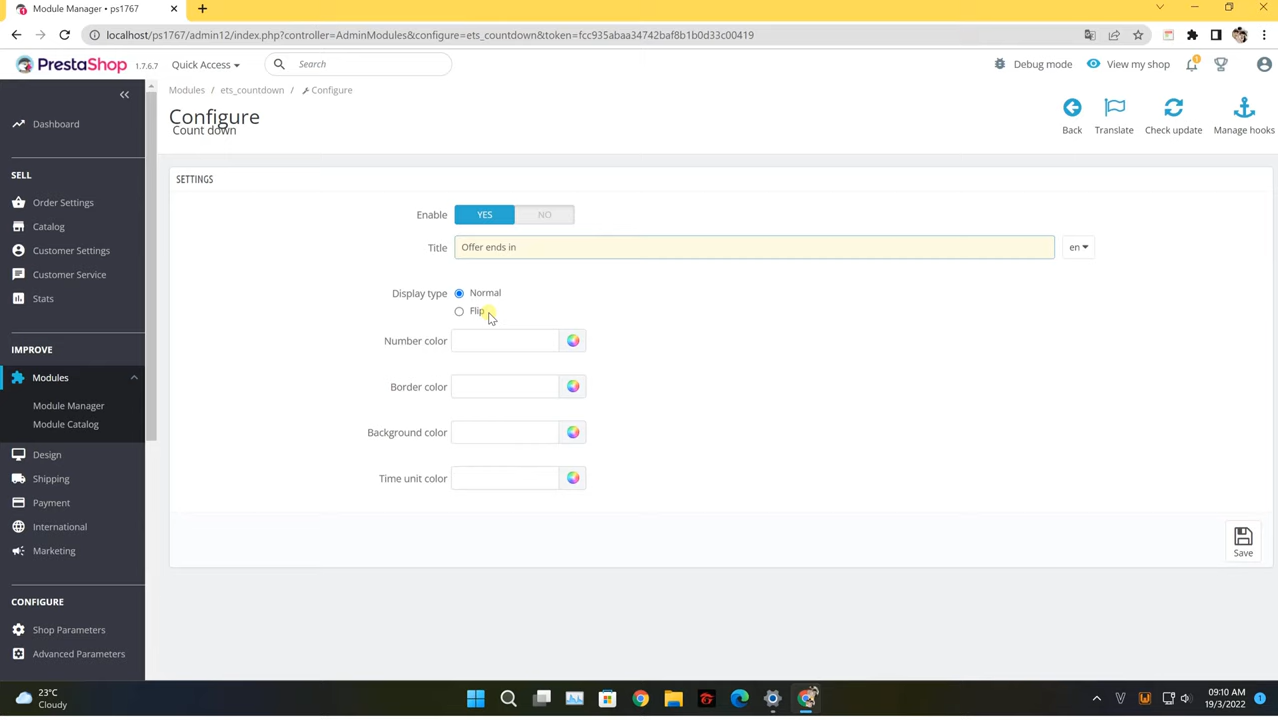 Module Manager • ps1767
localhost/ps1767/admin12/index.php?controller=AdminModules&configure=ets_countdown&token=fcc935abaa34742baf8b1b0d33c00419
PrestaShop 1.7.6.7 Quick Access Search Debug mode View my shop 1
Modules / ets_countdown / Configure
Configure
Count down
Back Translate Check update Manage hooks
Dashboard
SELL
Order Settings
Catalog
Customer Settings
Customer Service
Stats
IMPROVE
Modules
Module Manager
Module Catalog
Design
Shipping
Payment
International
Marketing
CONFIGURE
Shop Parameters
Advanced Parameters
SETTINGS
Enable YES NO
Title Offer ends in en
Display type Normal
Flip
Number color
Border color
Background color
Time unit color
Save
23°C
Cloudy
09:10 AM
19/3/2022
1